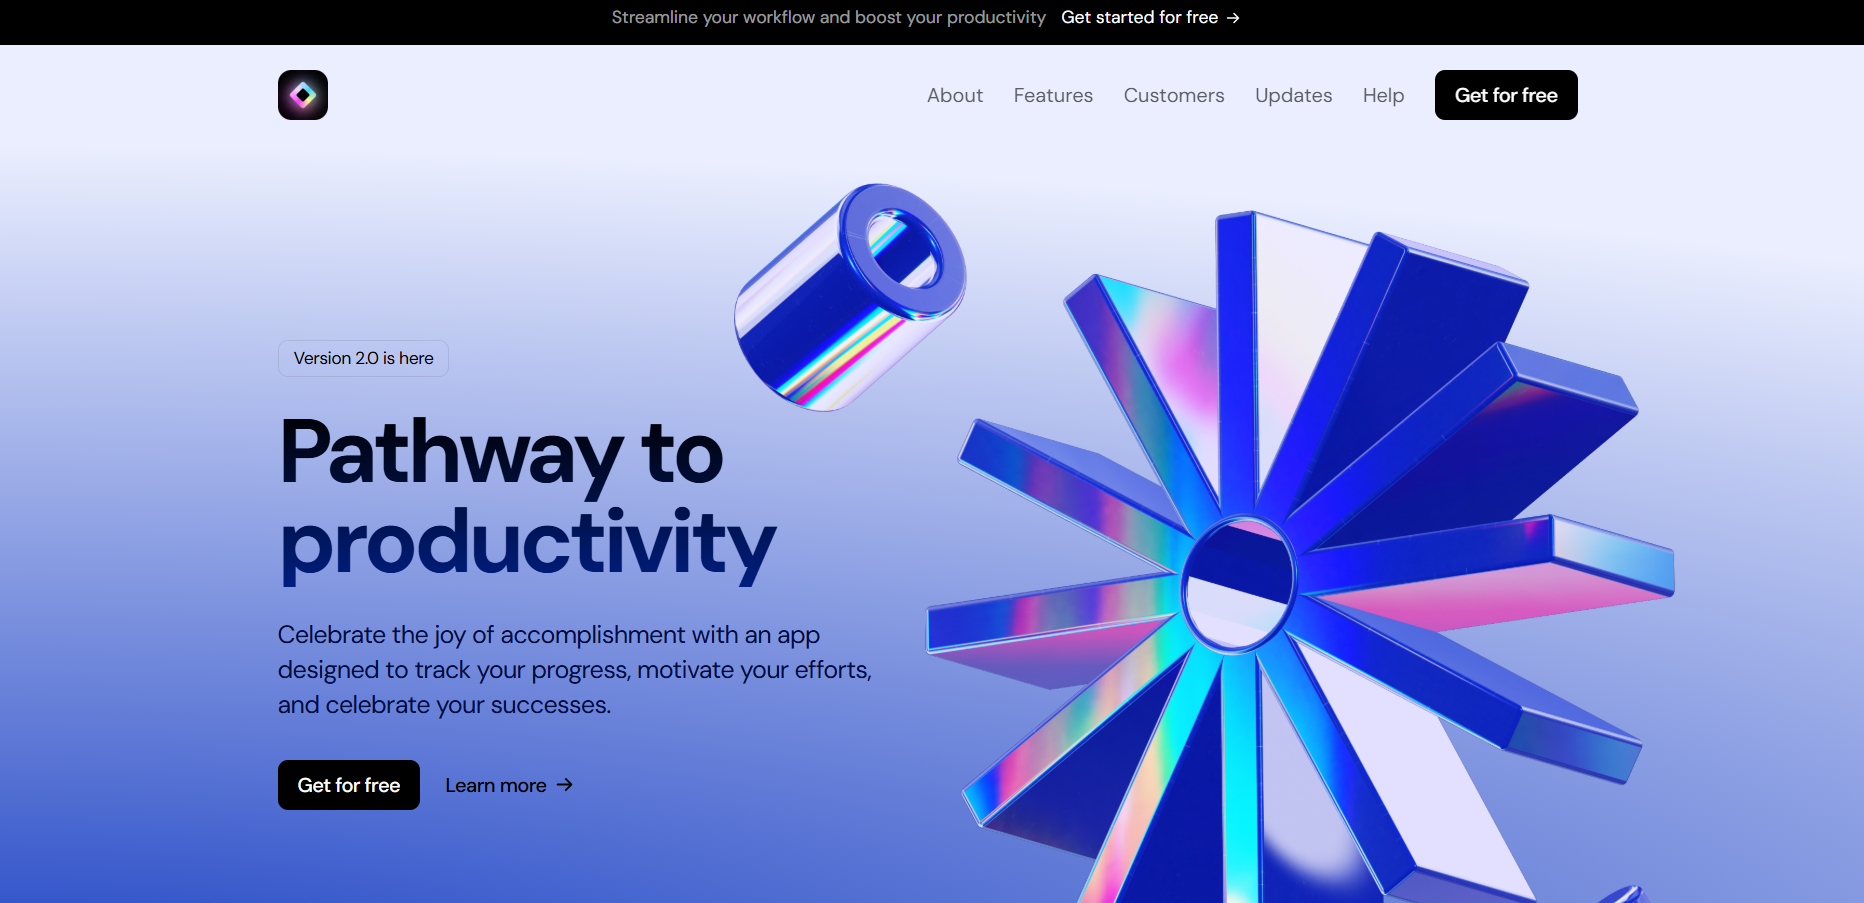 Streamline your workflow and boost your productivity Get started for free →
About Features Customers Updates Help Get for free
Version 2.0 is here
Pathway to
productivity
Celebrate the joy of accomplishment with an app
designed to track your progress, motivate your efforts,
and celebrate your successes.
Get for free Learn more →